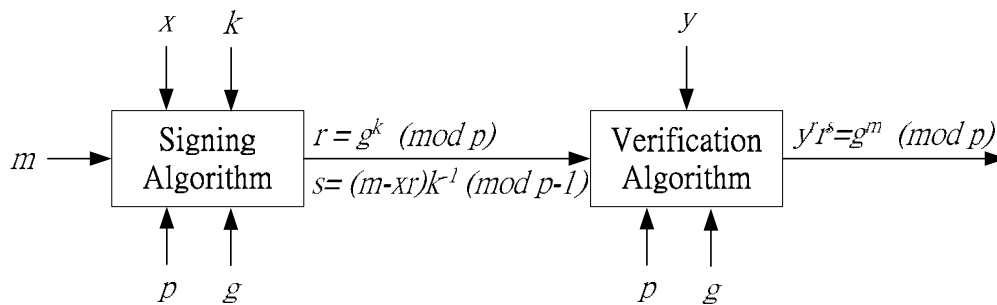 x k
y
Signing
Algorithm
m
r = g^k (mod p)
s= (m-xr)k^-1 (mod p-1)
Verification
Algorithm
y^r r^s=g^m (mod p)
p g
p g